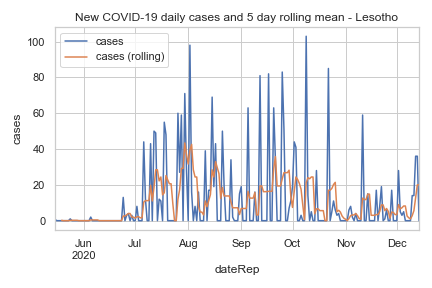 New COVID-19 daily cases and 5 day rolling mean - Lesotho
cases
cases (rolling)
100
80
60
40
20
0
cases
Jun Jul Aug Sep Oct Nov Dec
2020
dateRep